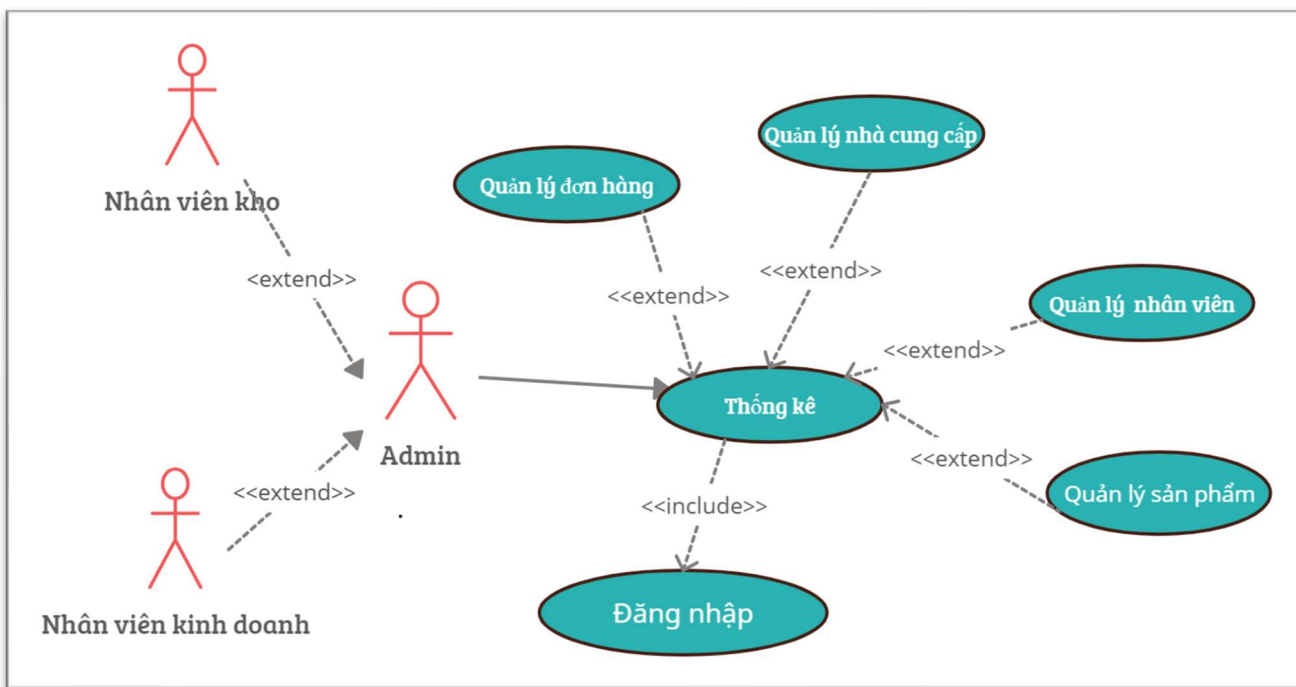 Nhân viên kho
<extend>>
Quản lý đơn hàng
Quản lý nhà cung cấp
<<extend>>
<<extend>>
Quản lý nhân viên
<<extend>>
Admin
Thống kê
<<extend>>
<<extend>>
Quản lý sản phẩm
<<include>>
.
Nhân viên kinh doanh
Đăng nhập